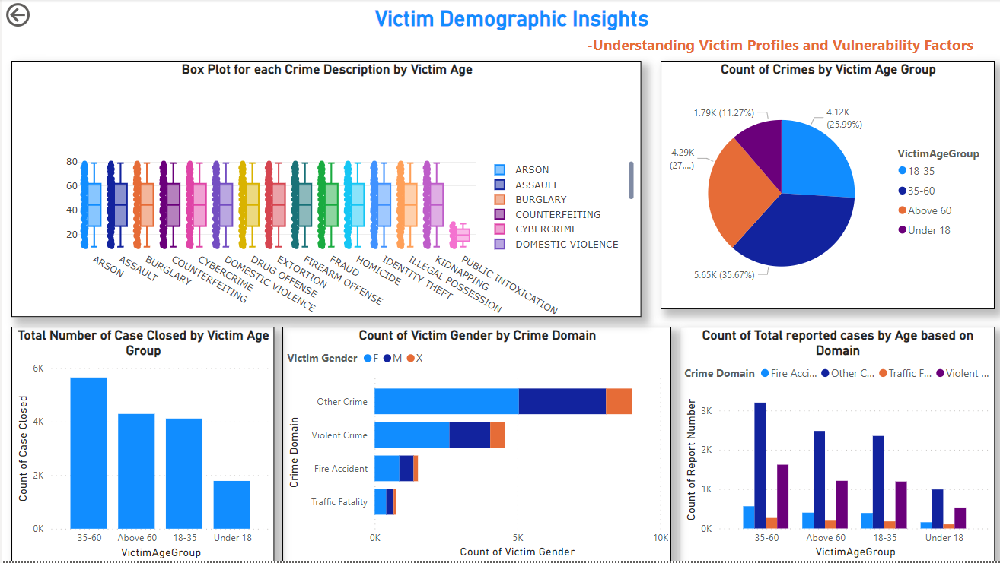 Victim Demographic Insights
-Understanding Victim Profiles and Vulnerability Factors
Box Plot for each Crime Description by Victim Age
80
60
40
20
ARSON
ASSAULT
BURGLARY
COUNTERFEITING
CYBERCRIME
DOMESTIC VIOLENCE
DRUG OFFENSE
EXTORTION
FIREARM OFFENSE
FRAUD
HOMICIDE
IDENTITY THEFT
ILLEGAL POSSESSION
KIDNAPPING
PUBLIC INTOXICATION
ARSON
ASSAULT
BURGLARY
COUNTERFEITING
CYBERCRIME
DOMESTIC VIOLENCE
Count of Crimes by Victim Age Group
1.79K (11.27%)
4.12K
(25.99%)
4.29K
(27....)
5.65K (35.67%)
VictimAgeGroup
18-35
35-60
Above 60
Under 18
Total Number of Case Closed by Victim Age
Group
Count of Case Closed
6K
4K
2K
0K
35-60 Above 60 18-35 Under 18
VictimAgeGroup
Count of Victim Gender by Crime Domain
Victim Gender F M X
Crime Domain
Other Crime
Violent Crime
Fire Accident
Traffic Fatality
0K 5K 10K
Count of Victim Gender
Count of Total reported cases by Age based on
Domain
Crime Domain Fire Acci... Other C... Traffic F... Violent ...
Count of Report Number
3K
2K
1K
0K
35-60 Above 60 18-35 Under 18
VictimAgeGroup